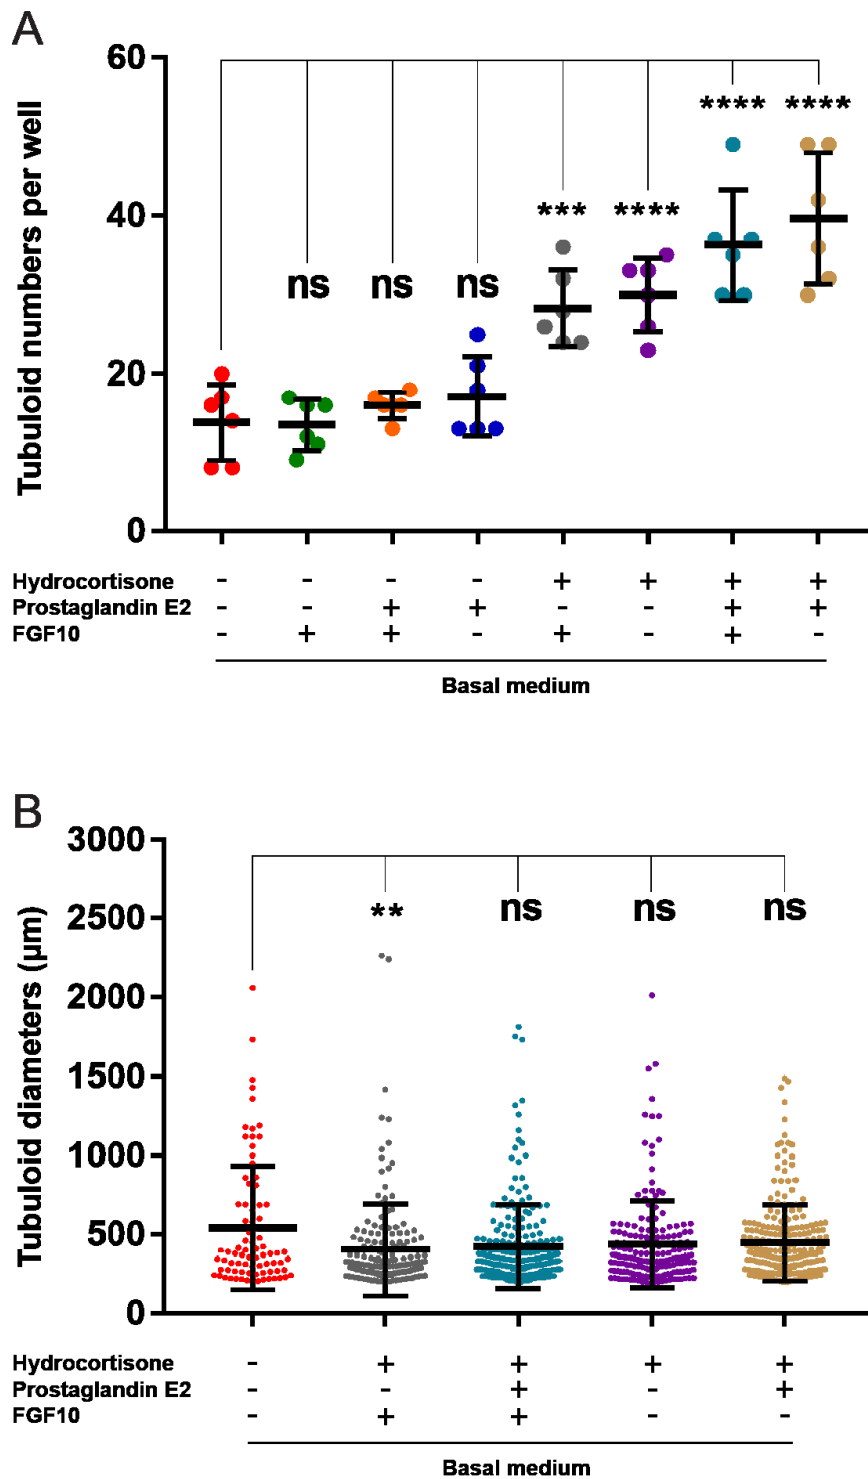 A
60
Tubuloid numbers per well
**** ****
40
*** ****
ns ns ns
20
0
Hydrocortisone - - - - + + + +
Prostaglandin E2 - - + + - - + +
FGF10 - + + - + - + -
Basal medium
B
3000
Tubuloid diameters (µm)
2500
** ns ns ns
2000
1500
1000
500
0
Hydrocortisone - + + + +
Prostaglandin E2 - - + - +
FGF10 - + + - -
Basal medium